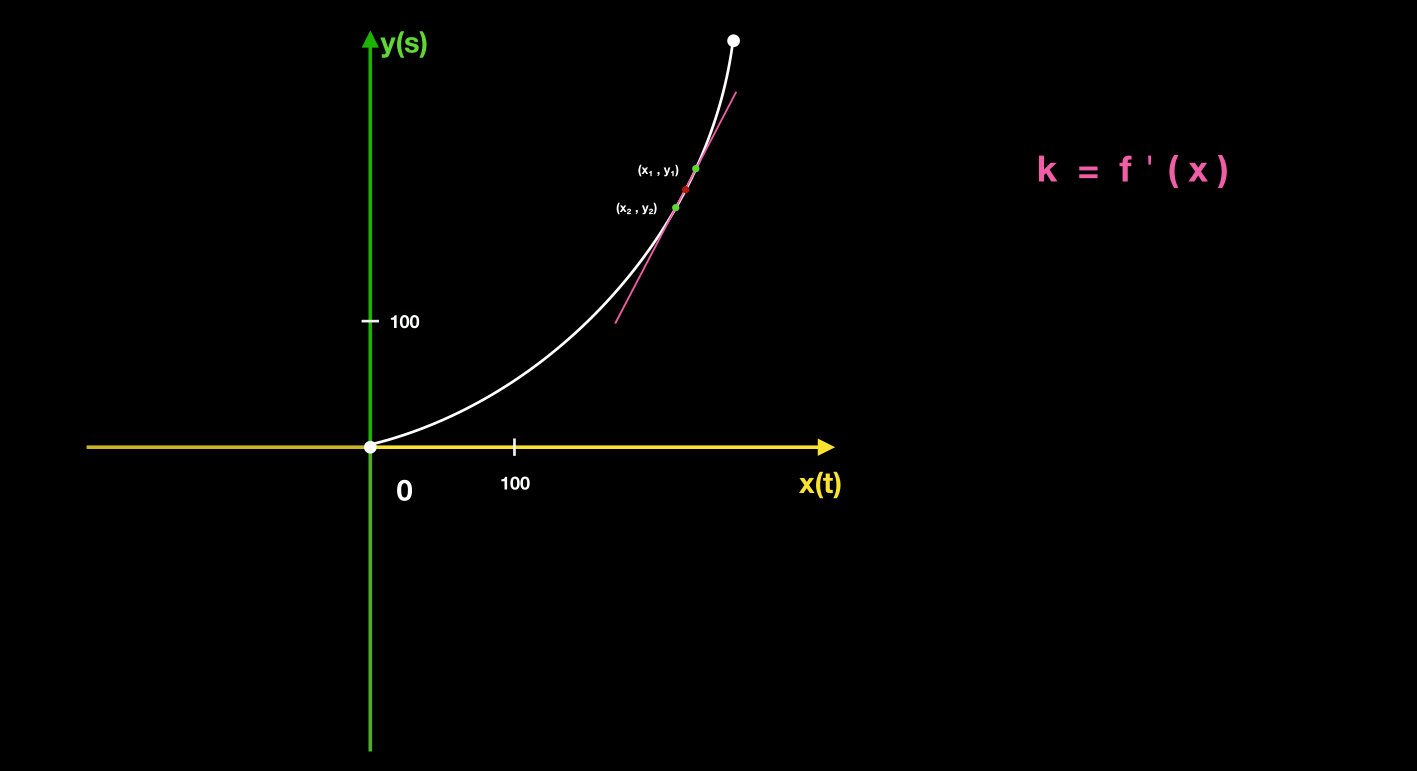 y(s)
(x₁ , y₁)
k = f ' ( x )
(x₂ , y₂)
100
0
100
x(t)